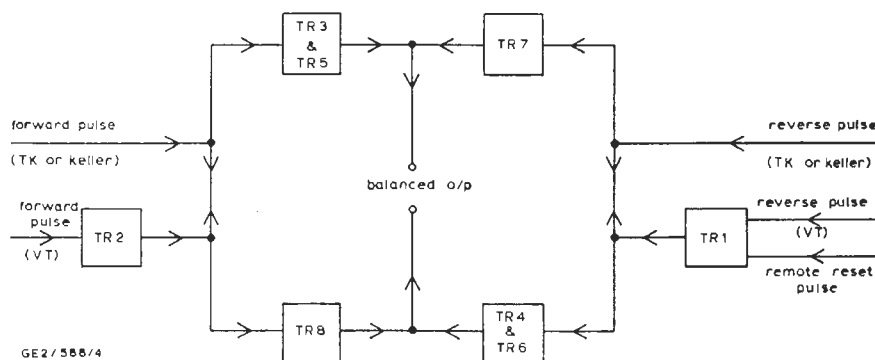 TR3
&
TR5
TR7
forward pulse
(TK or keller)
reverse pulse
(TK or keller)
balanced o/p
forward
pulse
(VT)
TR2
TR1
reverse pulse
(VT)
remote reset
pulse
TR8
TR4
&
TR6
GE2/588/4